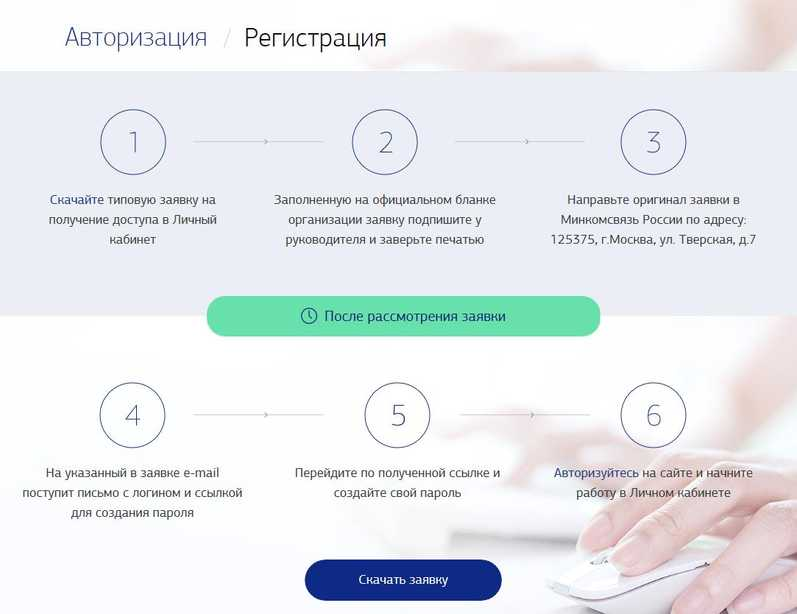 Авторизация / Регистрация
1
2
3
Скачайте типовую заявку на
получение доступа в Личный
кабинет
Заполненную на официальном бланке
организации заявку подпишите у
руководителя и заверьте печатью
Направьте оригинал заявки в
Минкомсвязь России по адресу:
125375, г.Москва, ул. Тверская, д.7
После рассмотрения заявки
4
5
6
На указанный в заявке e-mail
поступит письмо с логином и ссылкой
для создания пароля
Перейдите по полученной ссылке и
создайте свой пароль
Авторизуйтесь на сайте и начните
работу в Личном кабинете
Скачать заявку